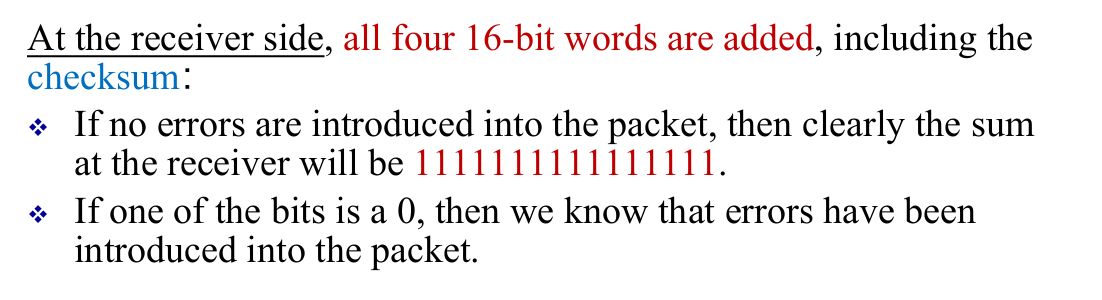 At the receiver side, all four 16-bit words are added, including the
checksum:
❖ If no errors are introduced into the packet, then clearly the sum
at the receiver will be 1111111111111111.
❖ If one of the bits is a 0, then we know that errors have been
introduced into the packet.